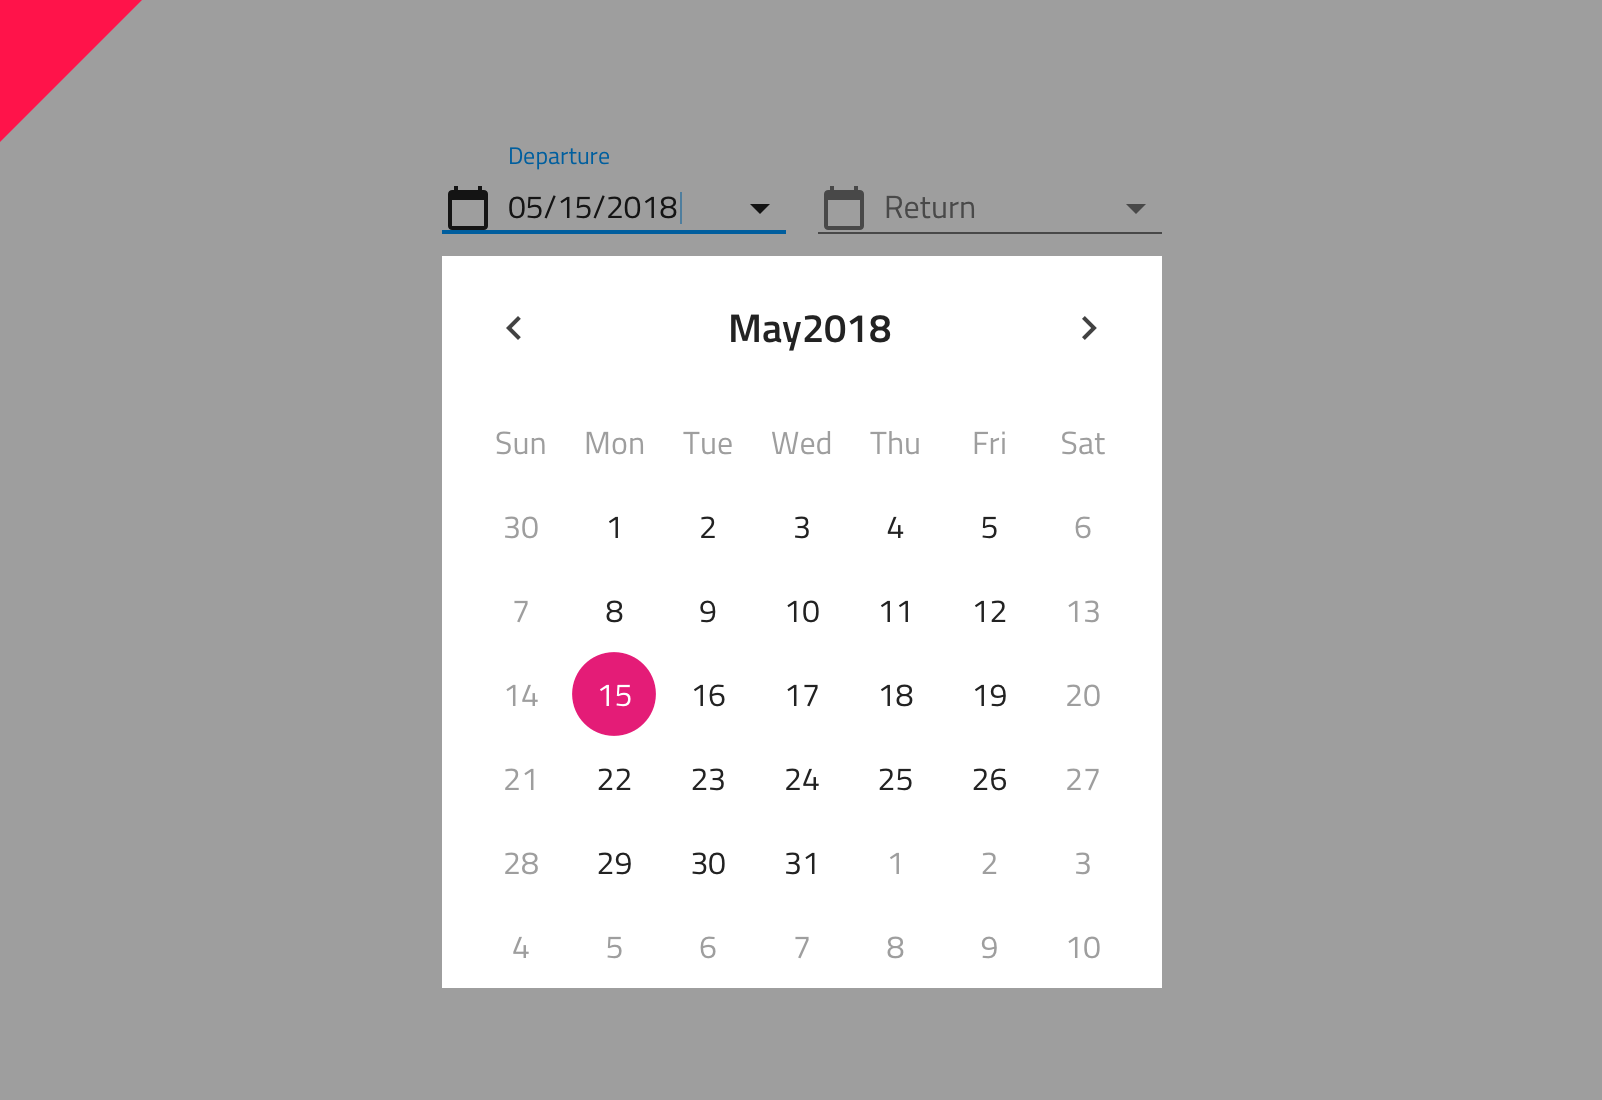 Departure
05/15/2018 Return
May2018
Sun Mon Tue Wed Thu Fri Sat
30 1 2 3 4 5 6
7 8 9 10 11 12 13
14 15 16 17 18 19 20
21 22 23 24 25 26 27
28 29 30 31 1 2 3
4 5 6 7 8 9 10